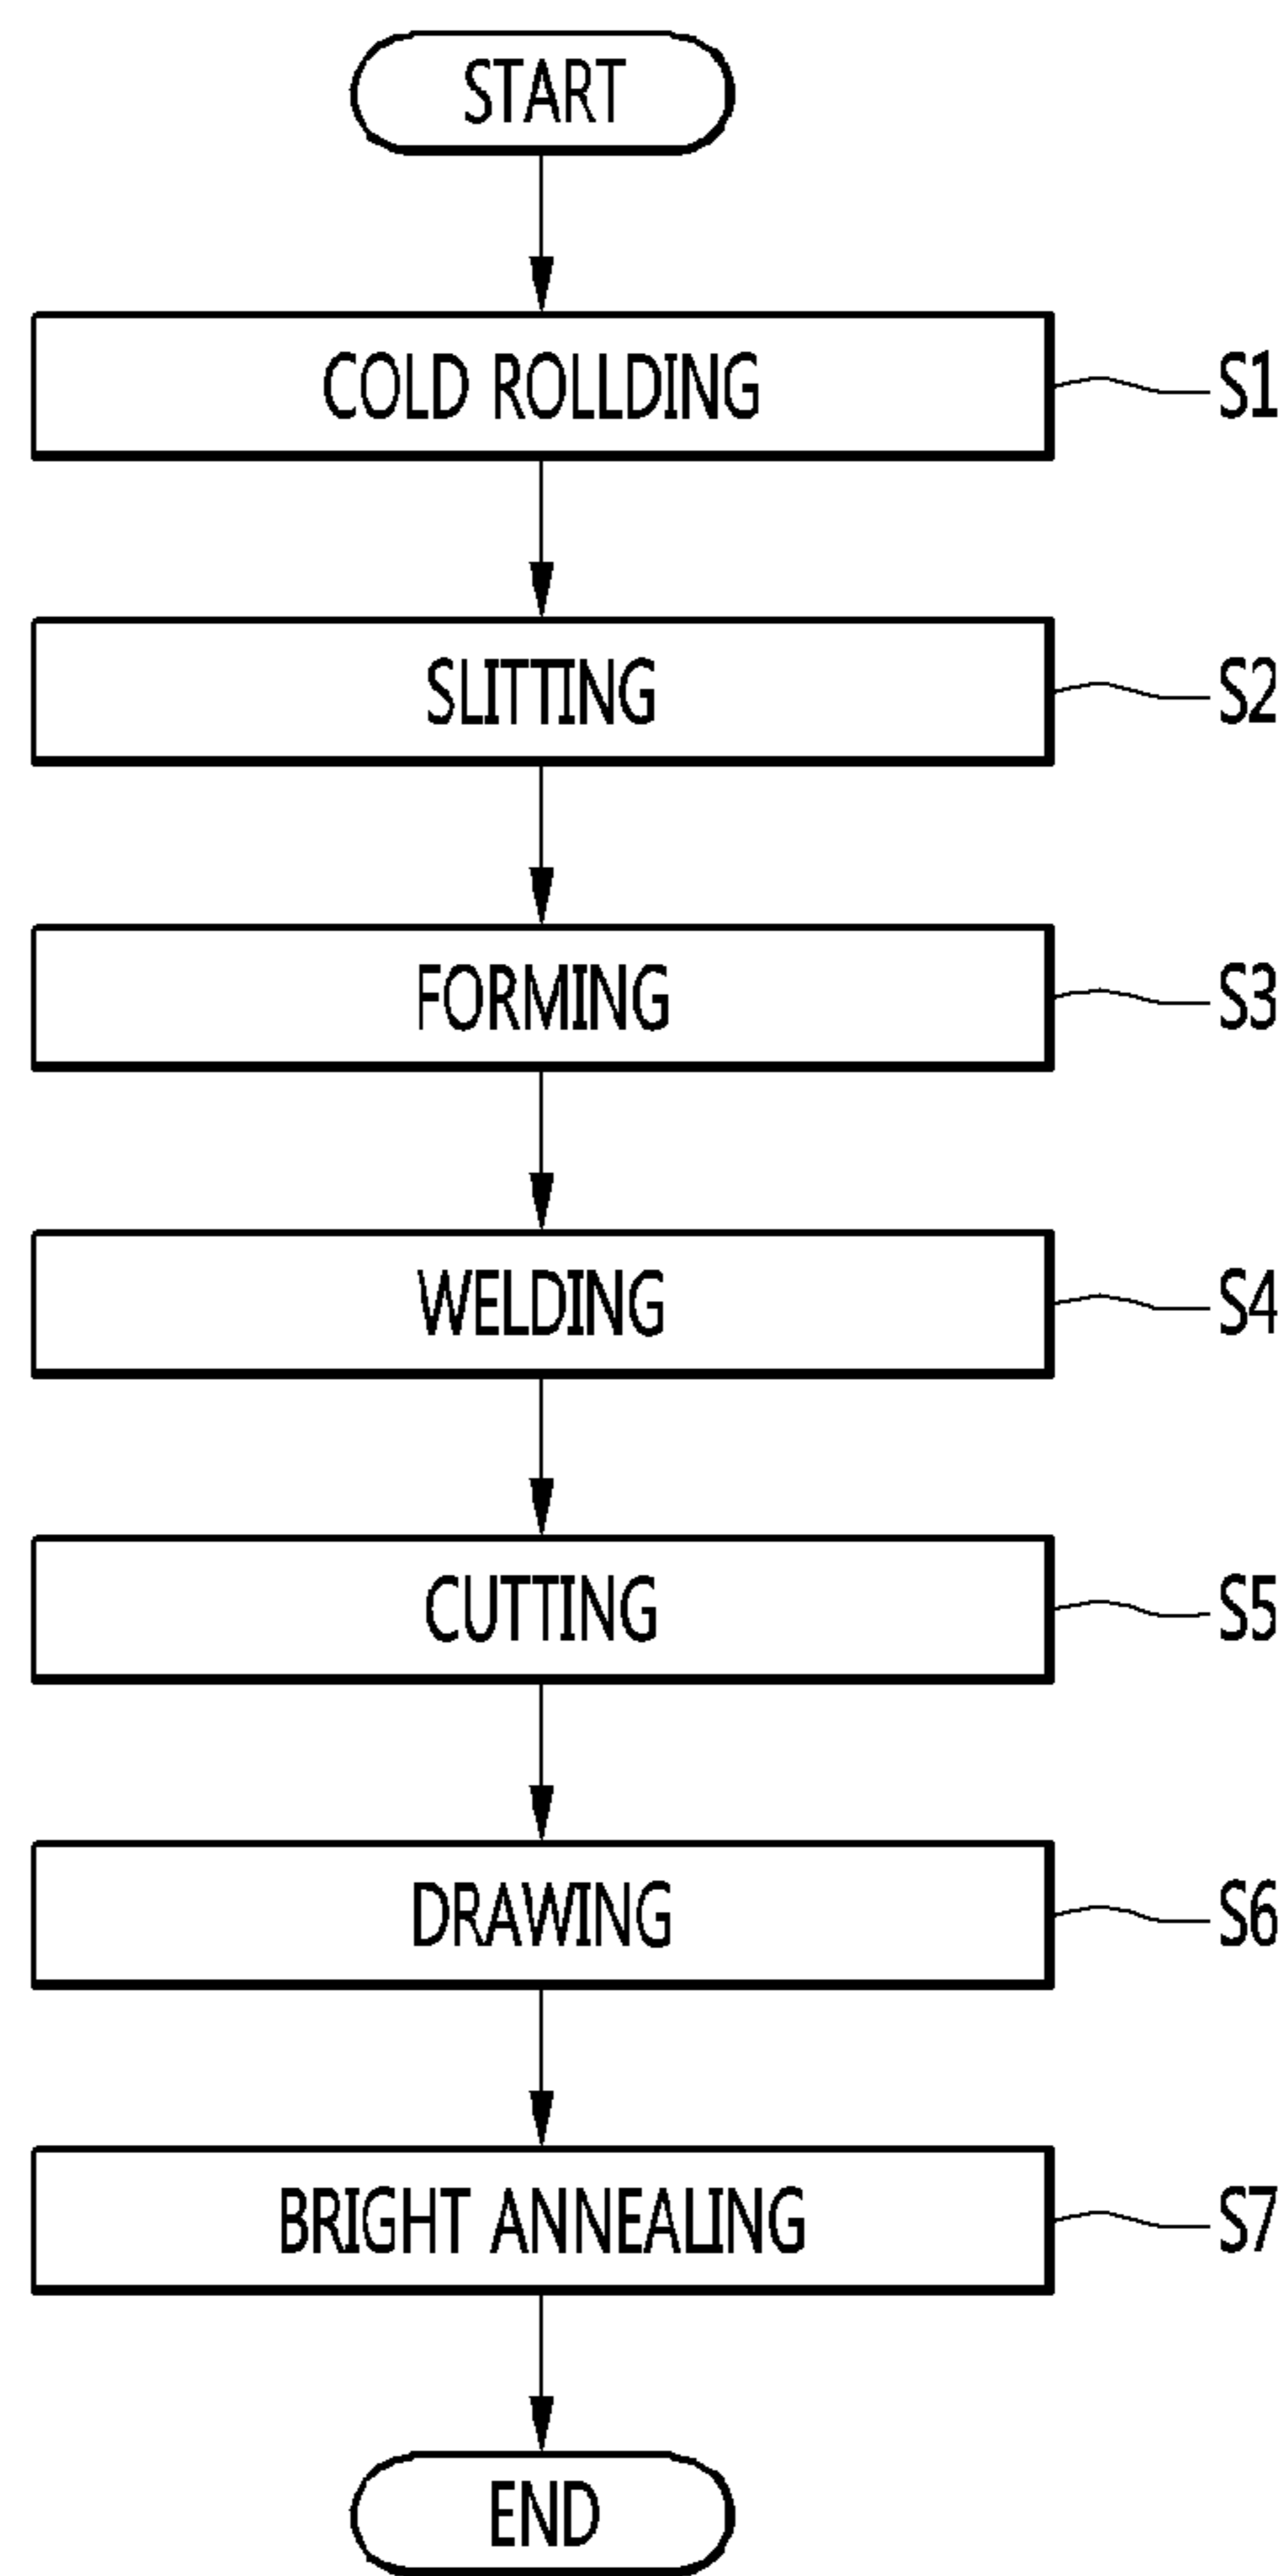 START
COLD ROLLDING S1
SLITTING S2
FORMING S3
WELDING S4
CUTTING S5
DRAWING S6
BRIGHT ANNEALING S7
END